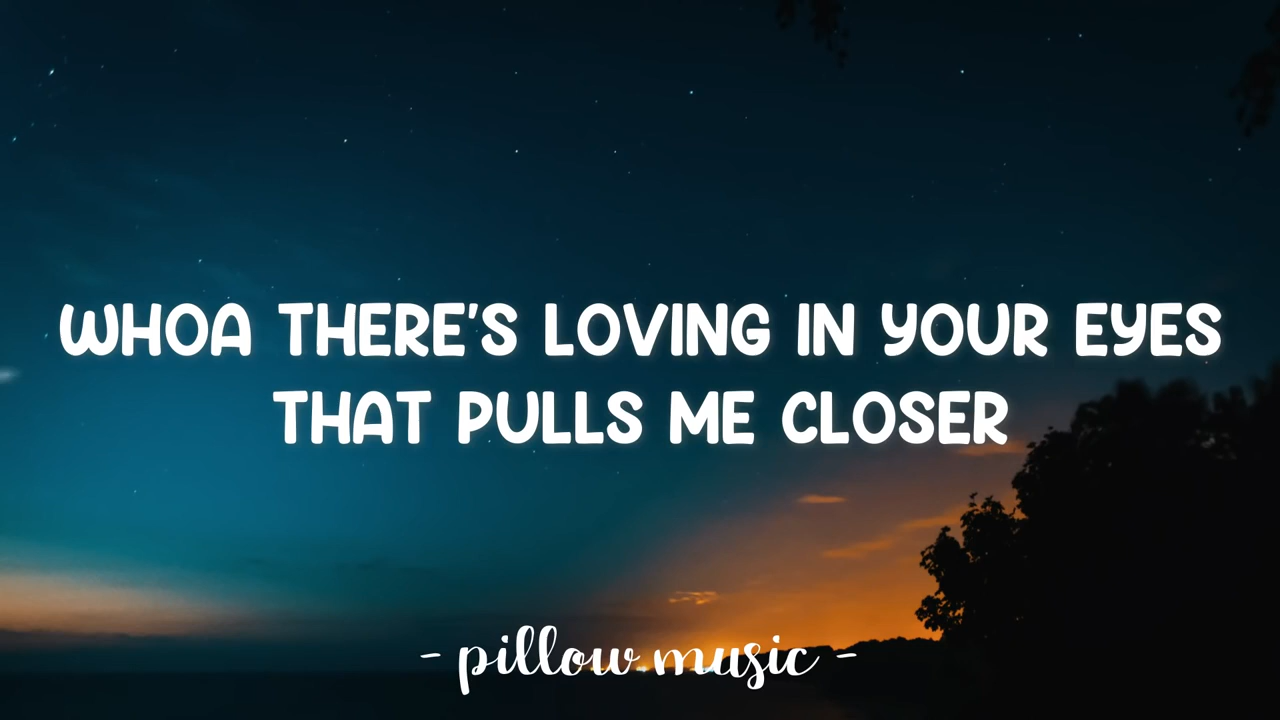 WHOA THERE'S LOVING IN YOUR EYES
THAT PULLS ME CLOSER
- pillow music -